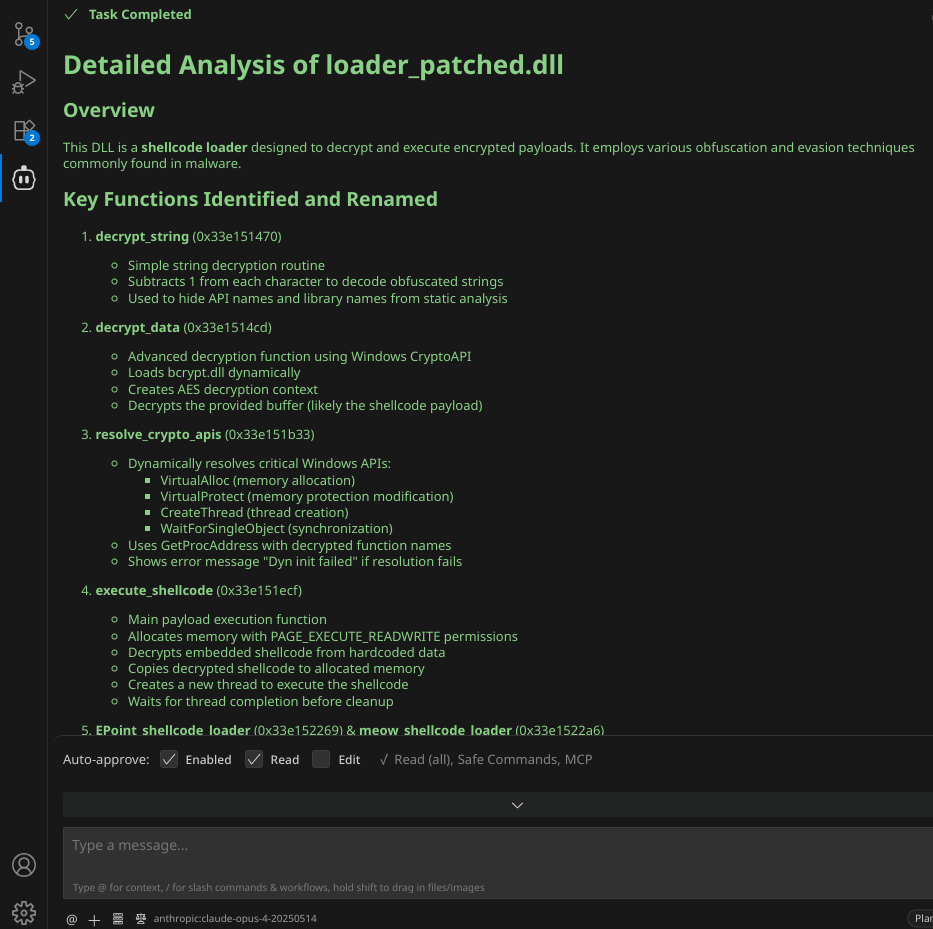 ✓ Task Completed
5
Detailed Analysis of loader_patched.dll
Overview
2
This DLL is a shellcode loader designed to decrypt and execute encrypted payloads. It employs various obfuscation and evasion techniques
commonly found in malware.
Key Functions Identified and Renamed
1. decrypt_string (0x33e151470)
Simple string decryption routine
Subtracts 1 from each character to decode obfuscated strings
Used to hide API names and library names from static analysis
2. decrypt_data (0x33e1514cd)
Advanced decryption function using Windows CryptoAPI
Loads bcrypt.dll dynamically
Creates AES decryption context
Decrypts the provided buffer (likely the shellcode payload)
3. resolve_crypto_apis (0x33e151b33)
Dynamically resolves critical Windows APIs:
VirtualAlloc (memory allocation)
VirtualProtect (memory protection modification)
CreateThread (thread creation)
WaitForSingleObject (synchronization)
Uses GetProcAddress with decrypted function names
Shows error message "Dyn init failed" if resolution fails
4. execute_shellcode (0x33e151ecf)
Main payload execution function
Allocates memory with PAGE_EXECUTE_READWRITE permissions
Decrypts embedded shellcode from hardcoded data
Copies decrypted shellcode to allocated memory
Creates a new thread to execute the shellcode
Waits for thread completion before cleanup
5. EPoint_shellcode_loader (0x33e152269) & meow_shellcode_loader (0x33e1522a6)
Auto-approve: Enabled Read Edit √ Read (all), Safe Commands, MCP
Type a message...
Type @ for context, / for slash commands & workflows, hold shift to drag in files/images
@ anthropic:claude-opus-4-20250514 Plan